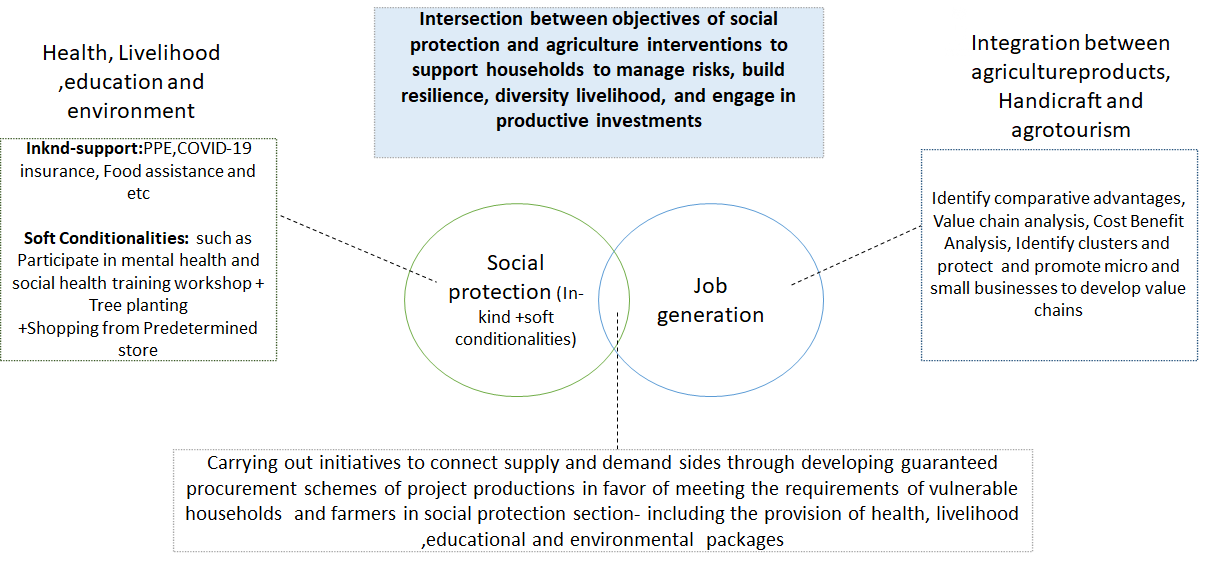 Intersection between objectives of social
protection and agriculture interventions to
support households to manage risks, build
resilience, diversity livelihood, and engage in
productive investments
Health, Livelihood
,education and
environment
Inknd-support:PPE,COVID-19
insurance, Food assistance and
etc
Soft Conditionalities: such as
Participate in mental health and
social health training workshop +
Tree planting
+Shopping from Predetermined
store
Social
protection (In-
kind +soft
conditionalities)
Job
generation
Integration between
agricultureproducts,
Handicraft and
agrotourism
Identify comparative advantages,
Value chain analysis, Cost Benefit
Analysis, Identify clusters and
protect and promote micro and
small businesses to develop value
chains
Carrying out initiatives to connect supply and demand sides through developing guaranteed
procurement schemes of project productions in favor of meeting the requirements of vulnerable
households and farmers in social protection section- including the provision of health, livelihood
,educational and environmental packages